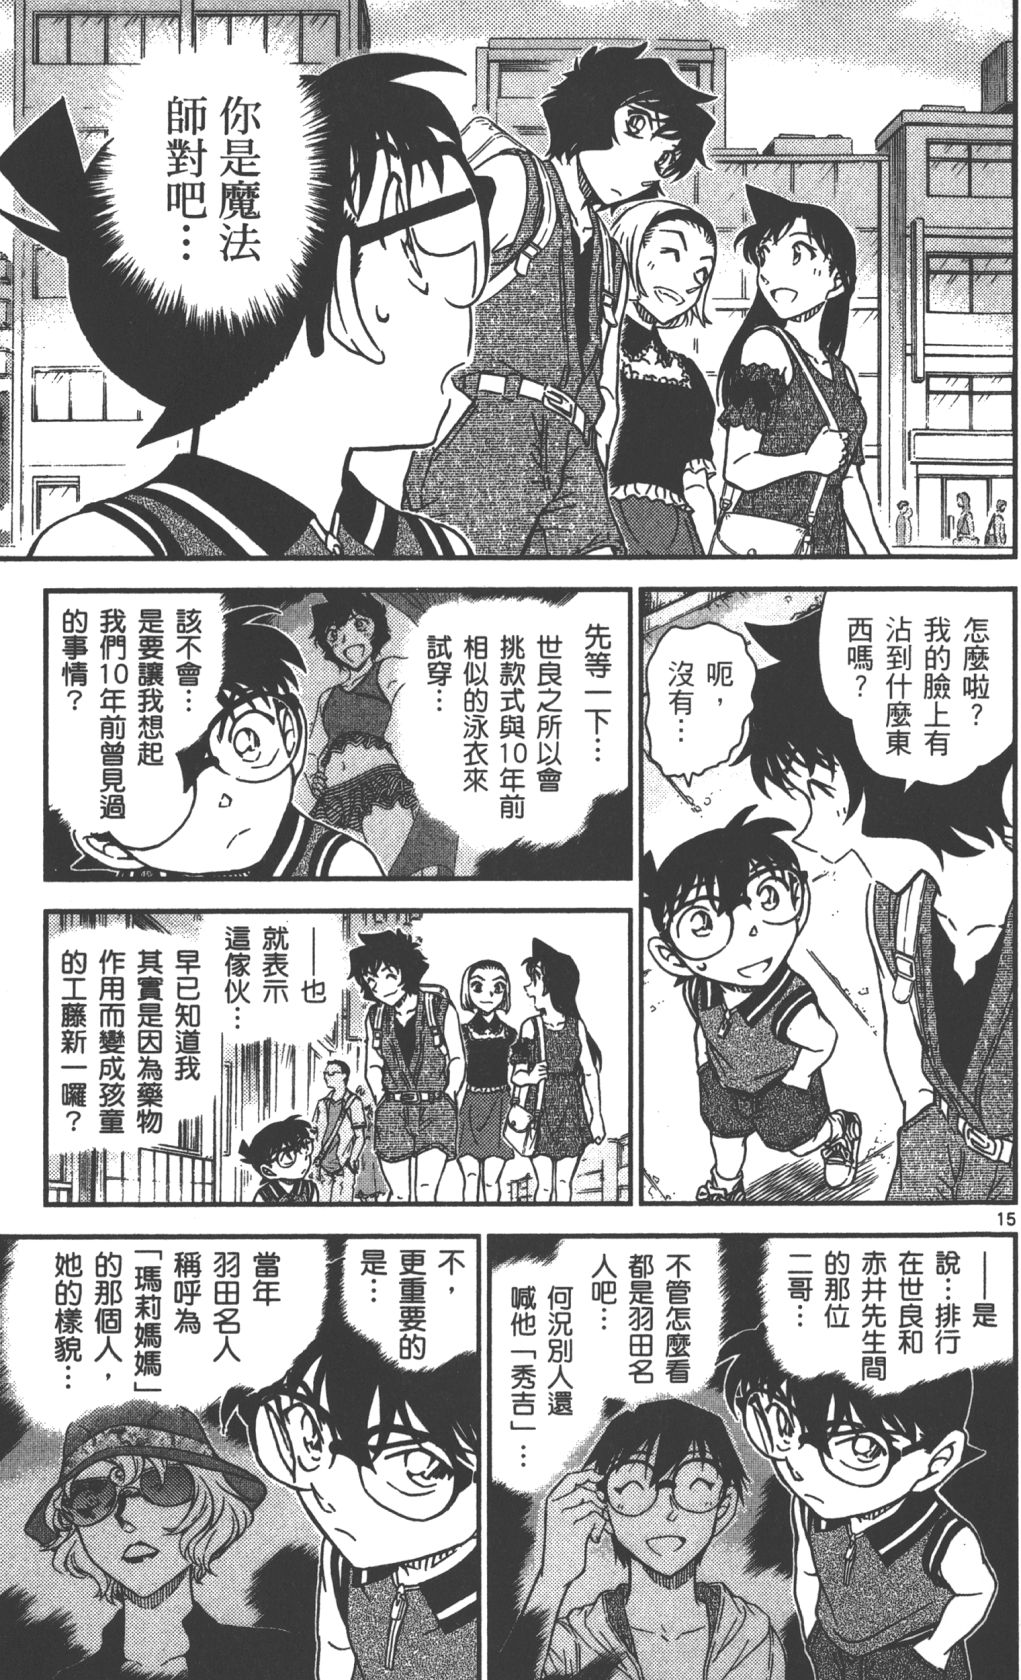 你是魔法
師對吧…
怎麼啦？
我的臉上有
沾到什麼東
西嗎？
呃，
沒有…
先等一下…
世良之所以會
挑款式與10年前
相似的泳衣來
試穿…
該不會…
是要讓我想起
我們10年前曾見過
的事情？
——也
就表示
這傢伙…
早已知道我
其實是因為藥物
作用而變成孩童
的工藤新一囉？
15
——是
說…排行
在世良和
赤井先生間
的那位
二哥…
不管怎麼看
都是羽田名
人吧…
何況別人還
喊他「秀吉」…
不，
更重要的
是…
當年
羽田名人
稱呼為
「瑪莉媽媽」
的那個人，
她的樣貌…